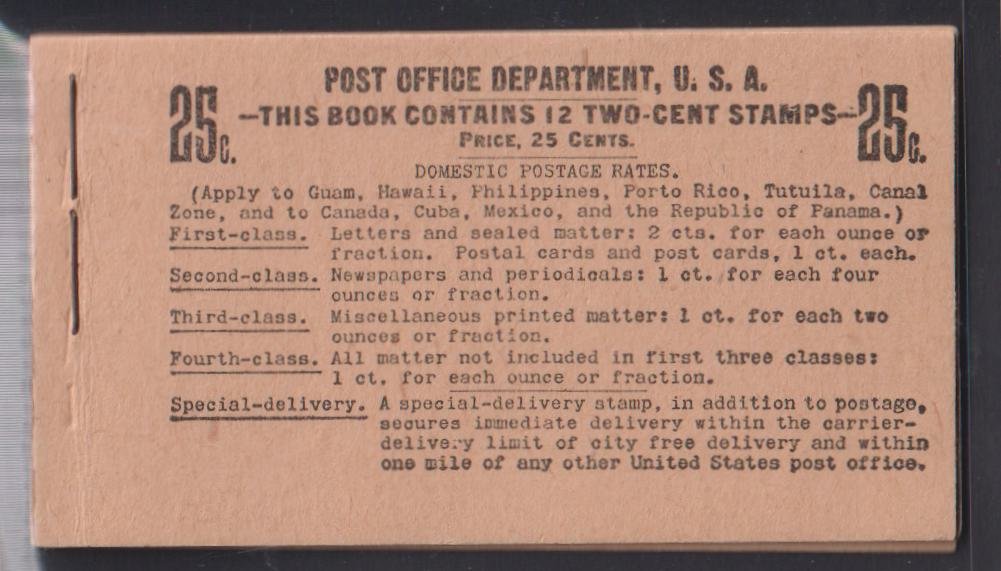 POST OFFICE DEPARTMENT, U. S. A.
25c. —THIS BOOK CONTAINS 12 TWO-CENT STAMPS— 25c.
PRICE, 25 CENTS.
DOMESTIC POSTAGE RATES.
(Apply to Guam, Hawaii, Philippines, Porto Rico, Tutuila, Canal
Zone, and to Canada, Cuba, Mexico, and the Republic of Panama.)
First-class. Letters and sealed matter: 2 cts. for each ounce or
fraction. Postal cards and post cards, 1 ct. each.
Second-class. Newspapers and periodicals: 1 ct. for each four
ounces or fraction.
Third-class. Miscellaneous printed matter: 1 ct. for each two
ounces or fraction.
Fourth-class. All matter not included in first three classes:
1 ct. for each ounce or fraction.
Special-delivery. A special-delivery stamp, in addition to postage,
secures immediate delivery within the carrier-
delivery limit of city free delivery and within
one mile of any other United States post office.